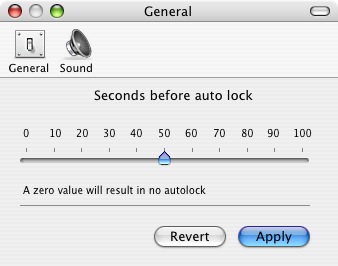 General
General Sound
Seconds before auto lock
0 10 20 30 40 50 60 70 80 90 100
A zero value will result in no autolock
Revert Apply